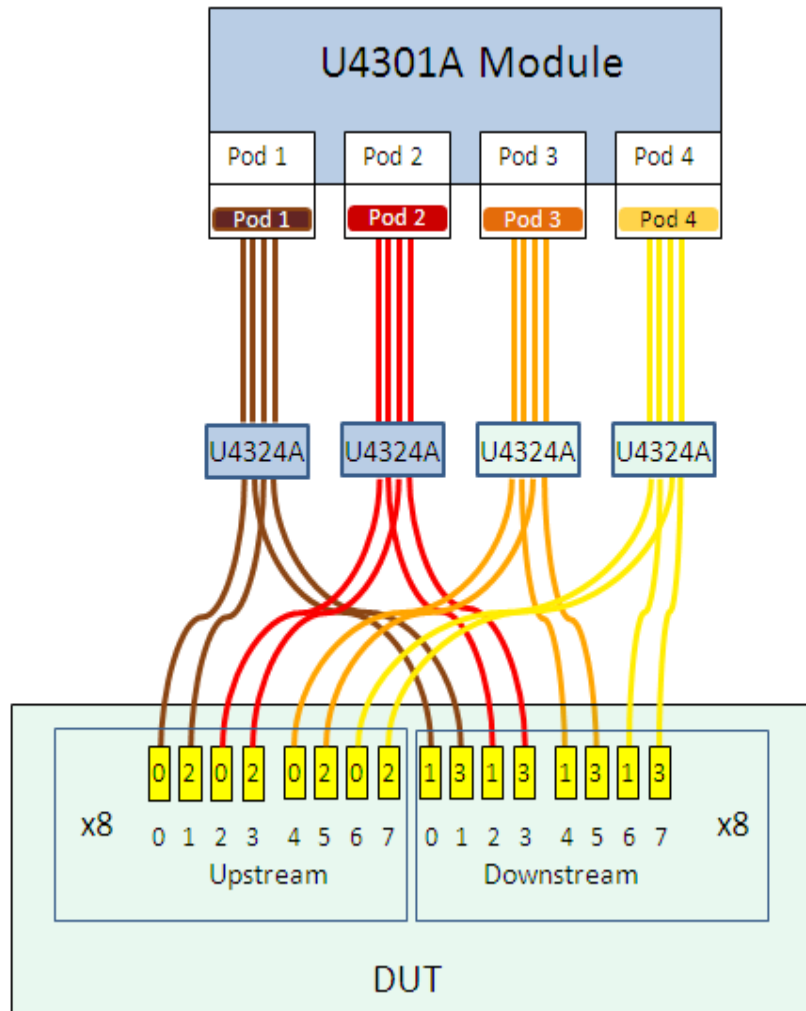 U4301A Module
Pod 1 Pod 2 Pod 3 Pod 4
Pod 1 Pod 2 Pod 3 Pod 4
U4324A U4324A U4324A U4324A
0 2 0 2 0 2 0 2 1 3 1 3 1 3 1 3
x8 0 1 2 3 4 5 6 7 0 1 2 3 4 5 6 7 x8
Upstream Downstream
DUT